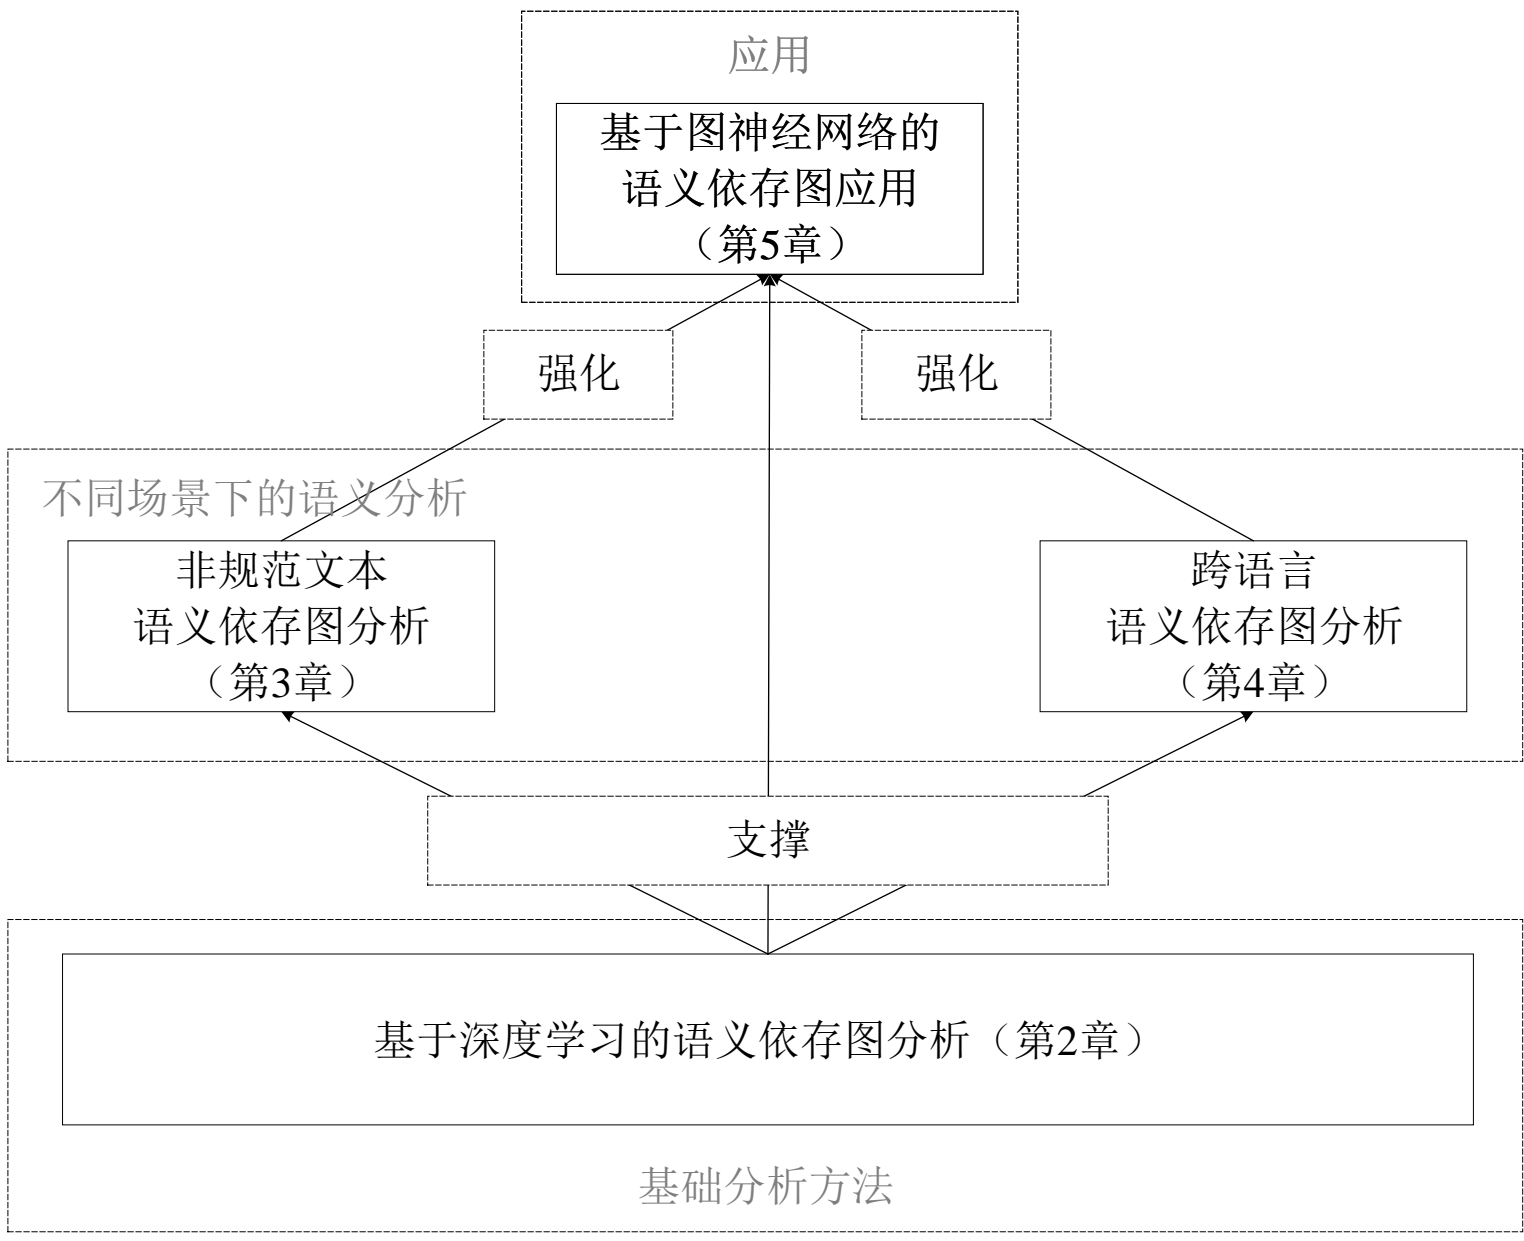 应用
基于图神经网络的
语义依存图应用
（第5章）
强化
强化
不同场景下的语义分析
非规范文本
语义依存图分析
（第3章）
跨语言
语义依存图分析
（第4章）
支撑
基于深度学习的语义依存图分析（第2章）
基础分析方法